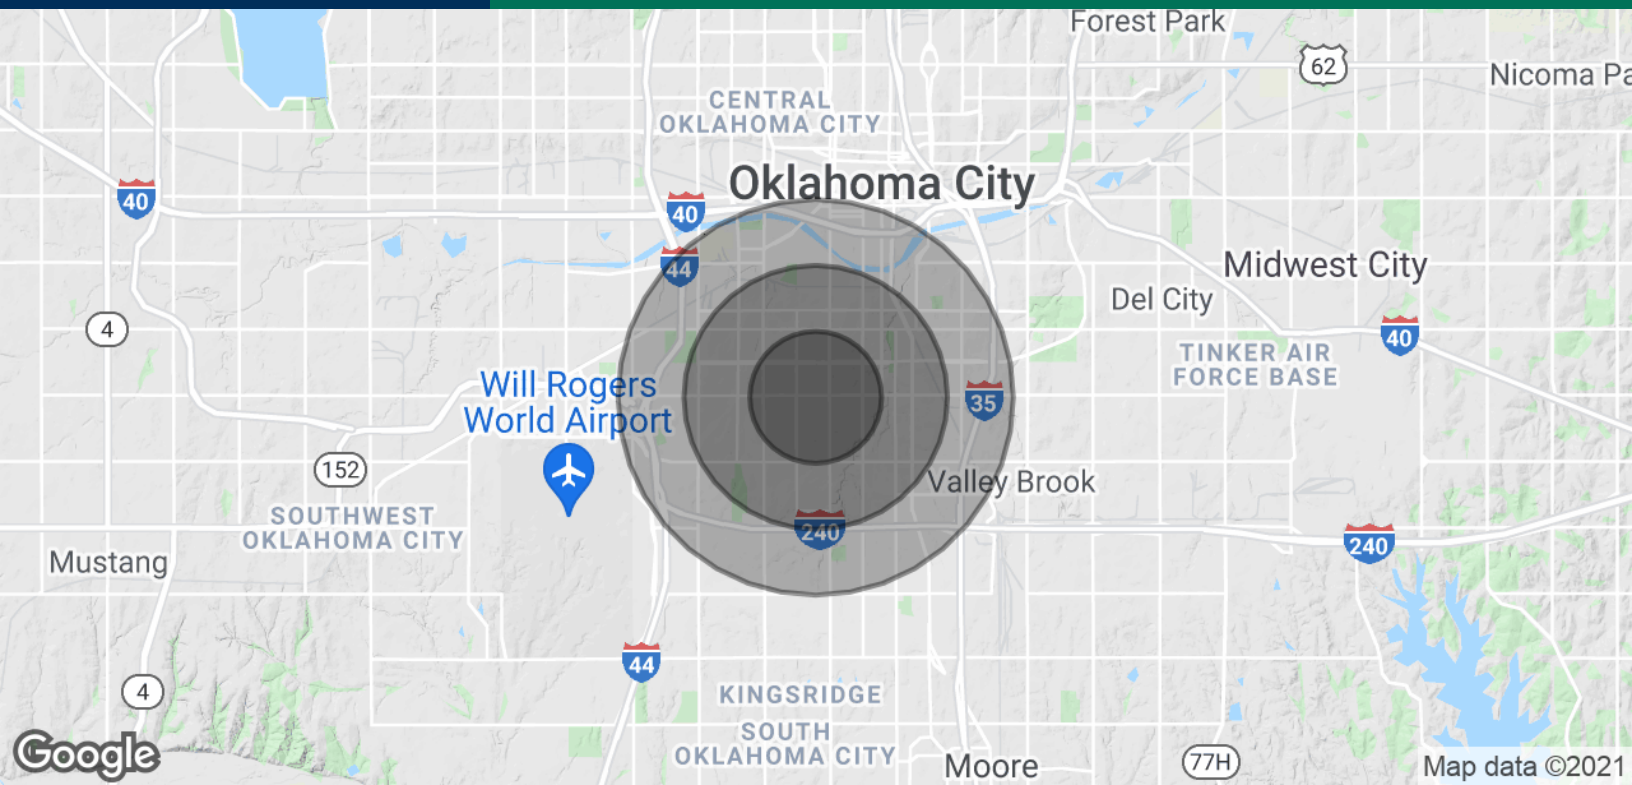 Forest Park
62
Nicoma Pa
CENTRAL
OKLAHOMA CITY
Oklahoma City
40
40
44
Midwest City
Del City
4
40
TINKER AIR
FORCE BASE
Will Rogers
World Airport
35
152
Valley Brook
SOUTHWEST
OKLAHOMA CITY
240
240
Mustang
44
4
KINGSRIDGE
SOUTH
OKLAHOMA CITY
Google
Moore
77H
Map data ©2021